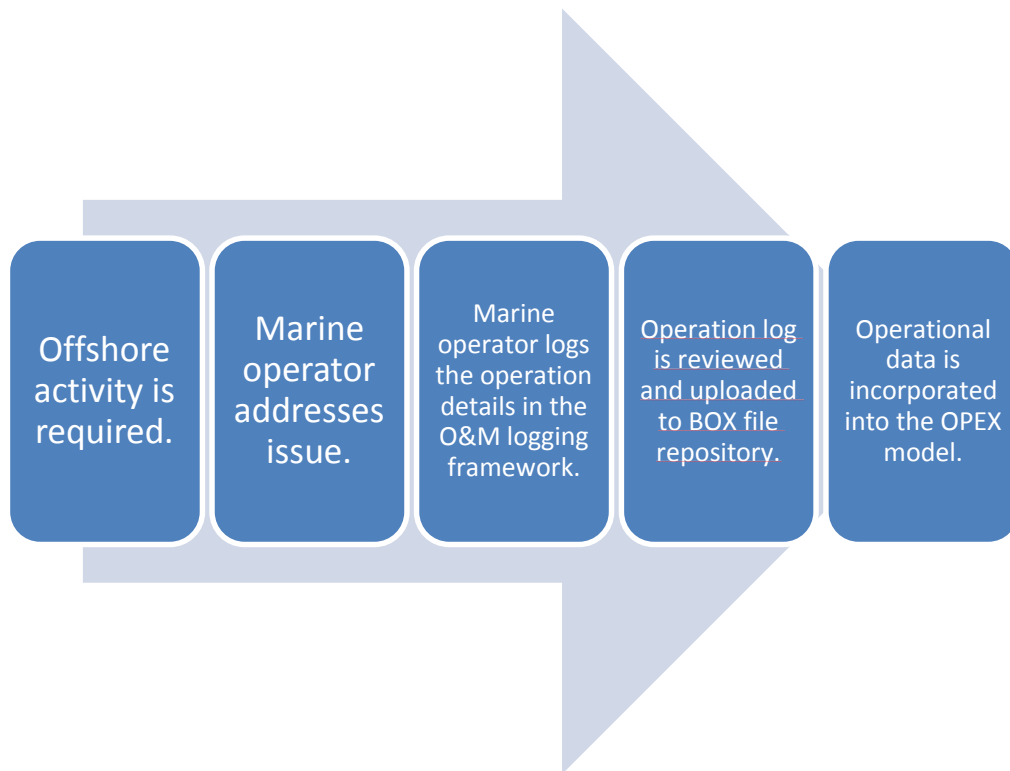 Offshore
activity is
required.
Marine
operator
addresses
issue.
Marine
operator logs
the operation
details in the
O&M logging
framework.
Operation log
is reviewed
and uploaded
to BOX file
repository.
Operational
data is
incorporated
into the OPEX
model.